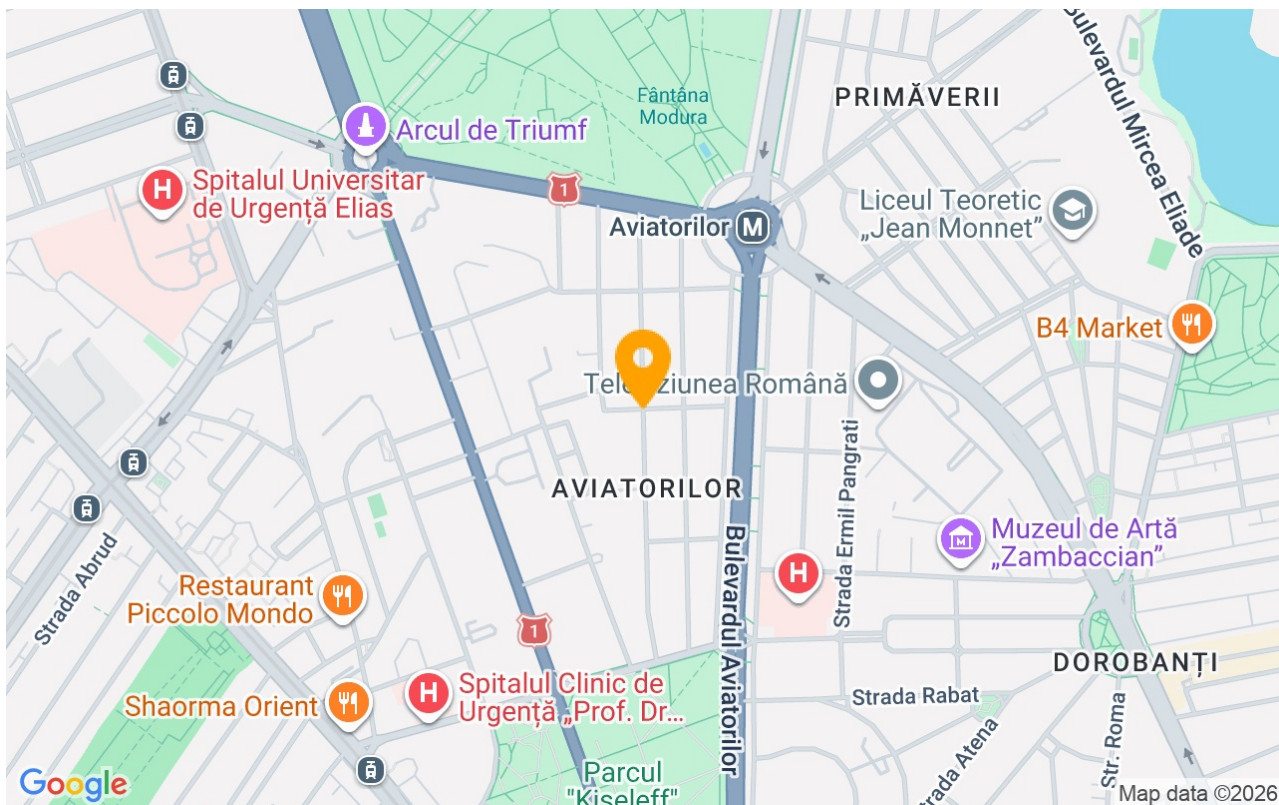 Bulevardul Mircea Eliade
PRIMĂVERII
Fântâna
Modura
Arcul de Triumf
1
Spitalul Universitar
de Urgență Elias
H
Aviatorilor
M
Liceul Teoretic
„Jean Monnet”
B4 Market
Televiziunea Română
Strada Ermil Pangrati
AVIATORILOR
Bulevardul Aviatorilor
M
Muzeul de Artă
„Zambaccian”
H
Strada Abrud
Restaurant
Piccolo Mondo
1
DOROBANȚI
Shaorma Orient
H
Spitalul Clinic de
Urgență „Prof. Dr...
Strada Rabat
Strada Atena
Str. Roma
Parcul
"Kiseleff"
Google
Map data ©2026